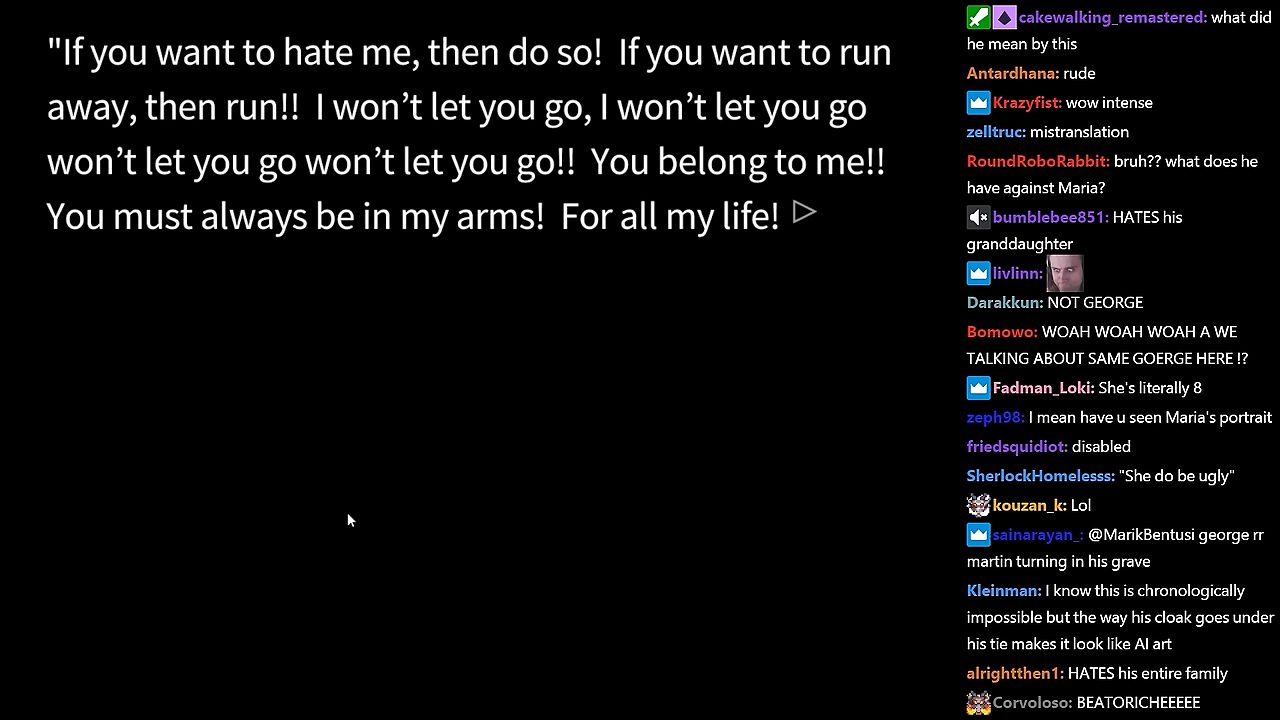 "If you want to hate me, then do so!  If you want to run
away, then run!!  I won’t let you go, I won’t let you go
won’t let you go won’t let you go!!  You belong to me!!
You must always be in my arms!  For all my life!
cakewalking_remastered: what did
he mean by this
Antardhana: rude
Krazyfist: wow intense
zelltruc: mistranslation
RoundRoboRabbit: bruh?? what does he
have against Maria?
bumblebee851: HATES his
granddaughter
livlinn:
Darakkun: NOT GEORGE
Bomowo: WOAH WOAH WOAH A WE
TALKING ABOUT SAME GOERGE HERE !?
Fadman_Loki: She's literally 8
zeph98: I mean have u seen Maria's portrait
friedsquidiot: disabled
SherlockHomelesss: "She do be ugly"
kouzan_k: Lol
sainarayan_: @MarikBentusi george rr
martin turning in his grave
Kleinman: I know this is chronologically
impossible but the way his cloak goes under
his tie makes it look like AI art
alrightthen1: HATES his entire family
Corvoloso: BEATORICHEEEEE